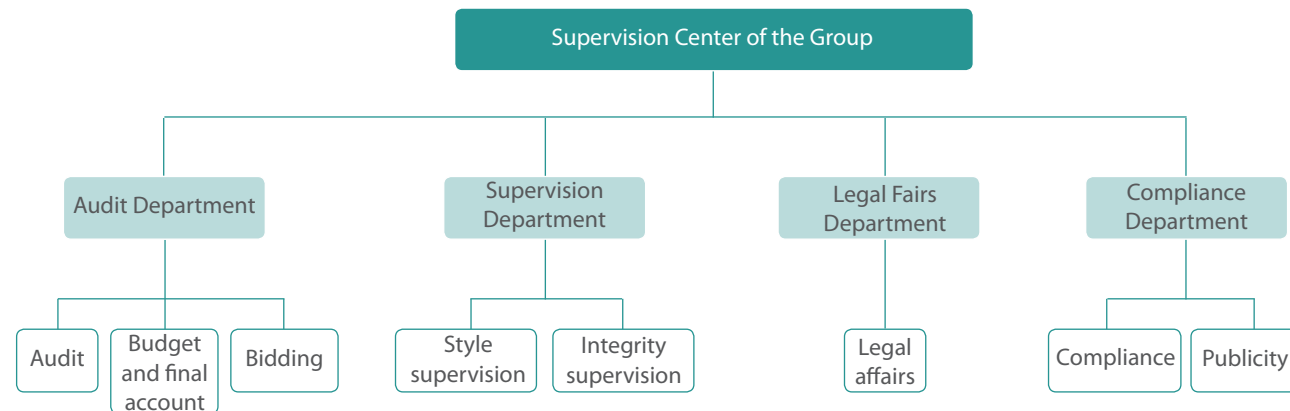 Supervision Center of the Group
Audit Department
Supervision
Department
Legal Fairs
Department
Compliance
Department
Audit
Budget
and final
account
Bidding
Style
supervision
Integrity
supervision
Legal
affairs
Compliance
Publicity